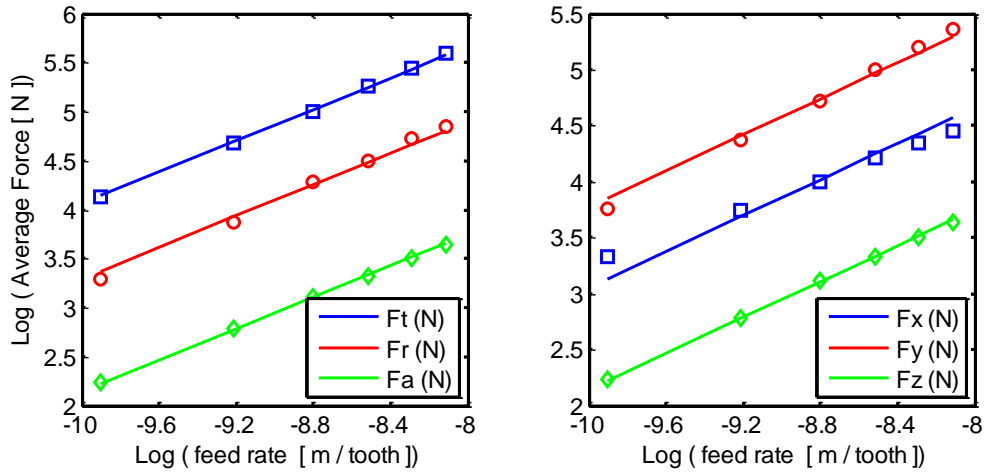 Log ( Average Force [ N ])
6
5.5
5
4.5
4
3.5
3
2.5
2
-10 -9.6 -9.2 -8.8 -8.4 -8
Log ( feed rate [ m / tooth ])
Ft (N)
Fr (N)
Fa (N)
5.5
5
4.5
4
3.5
3
2.5
2
-10 -9.6 -9.2 -8.8 -8.4 -8
Log ( feed rate [ m / tooth ])
Fx (N)
Fy (N)
Fz (N)